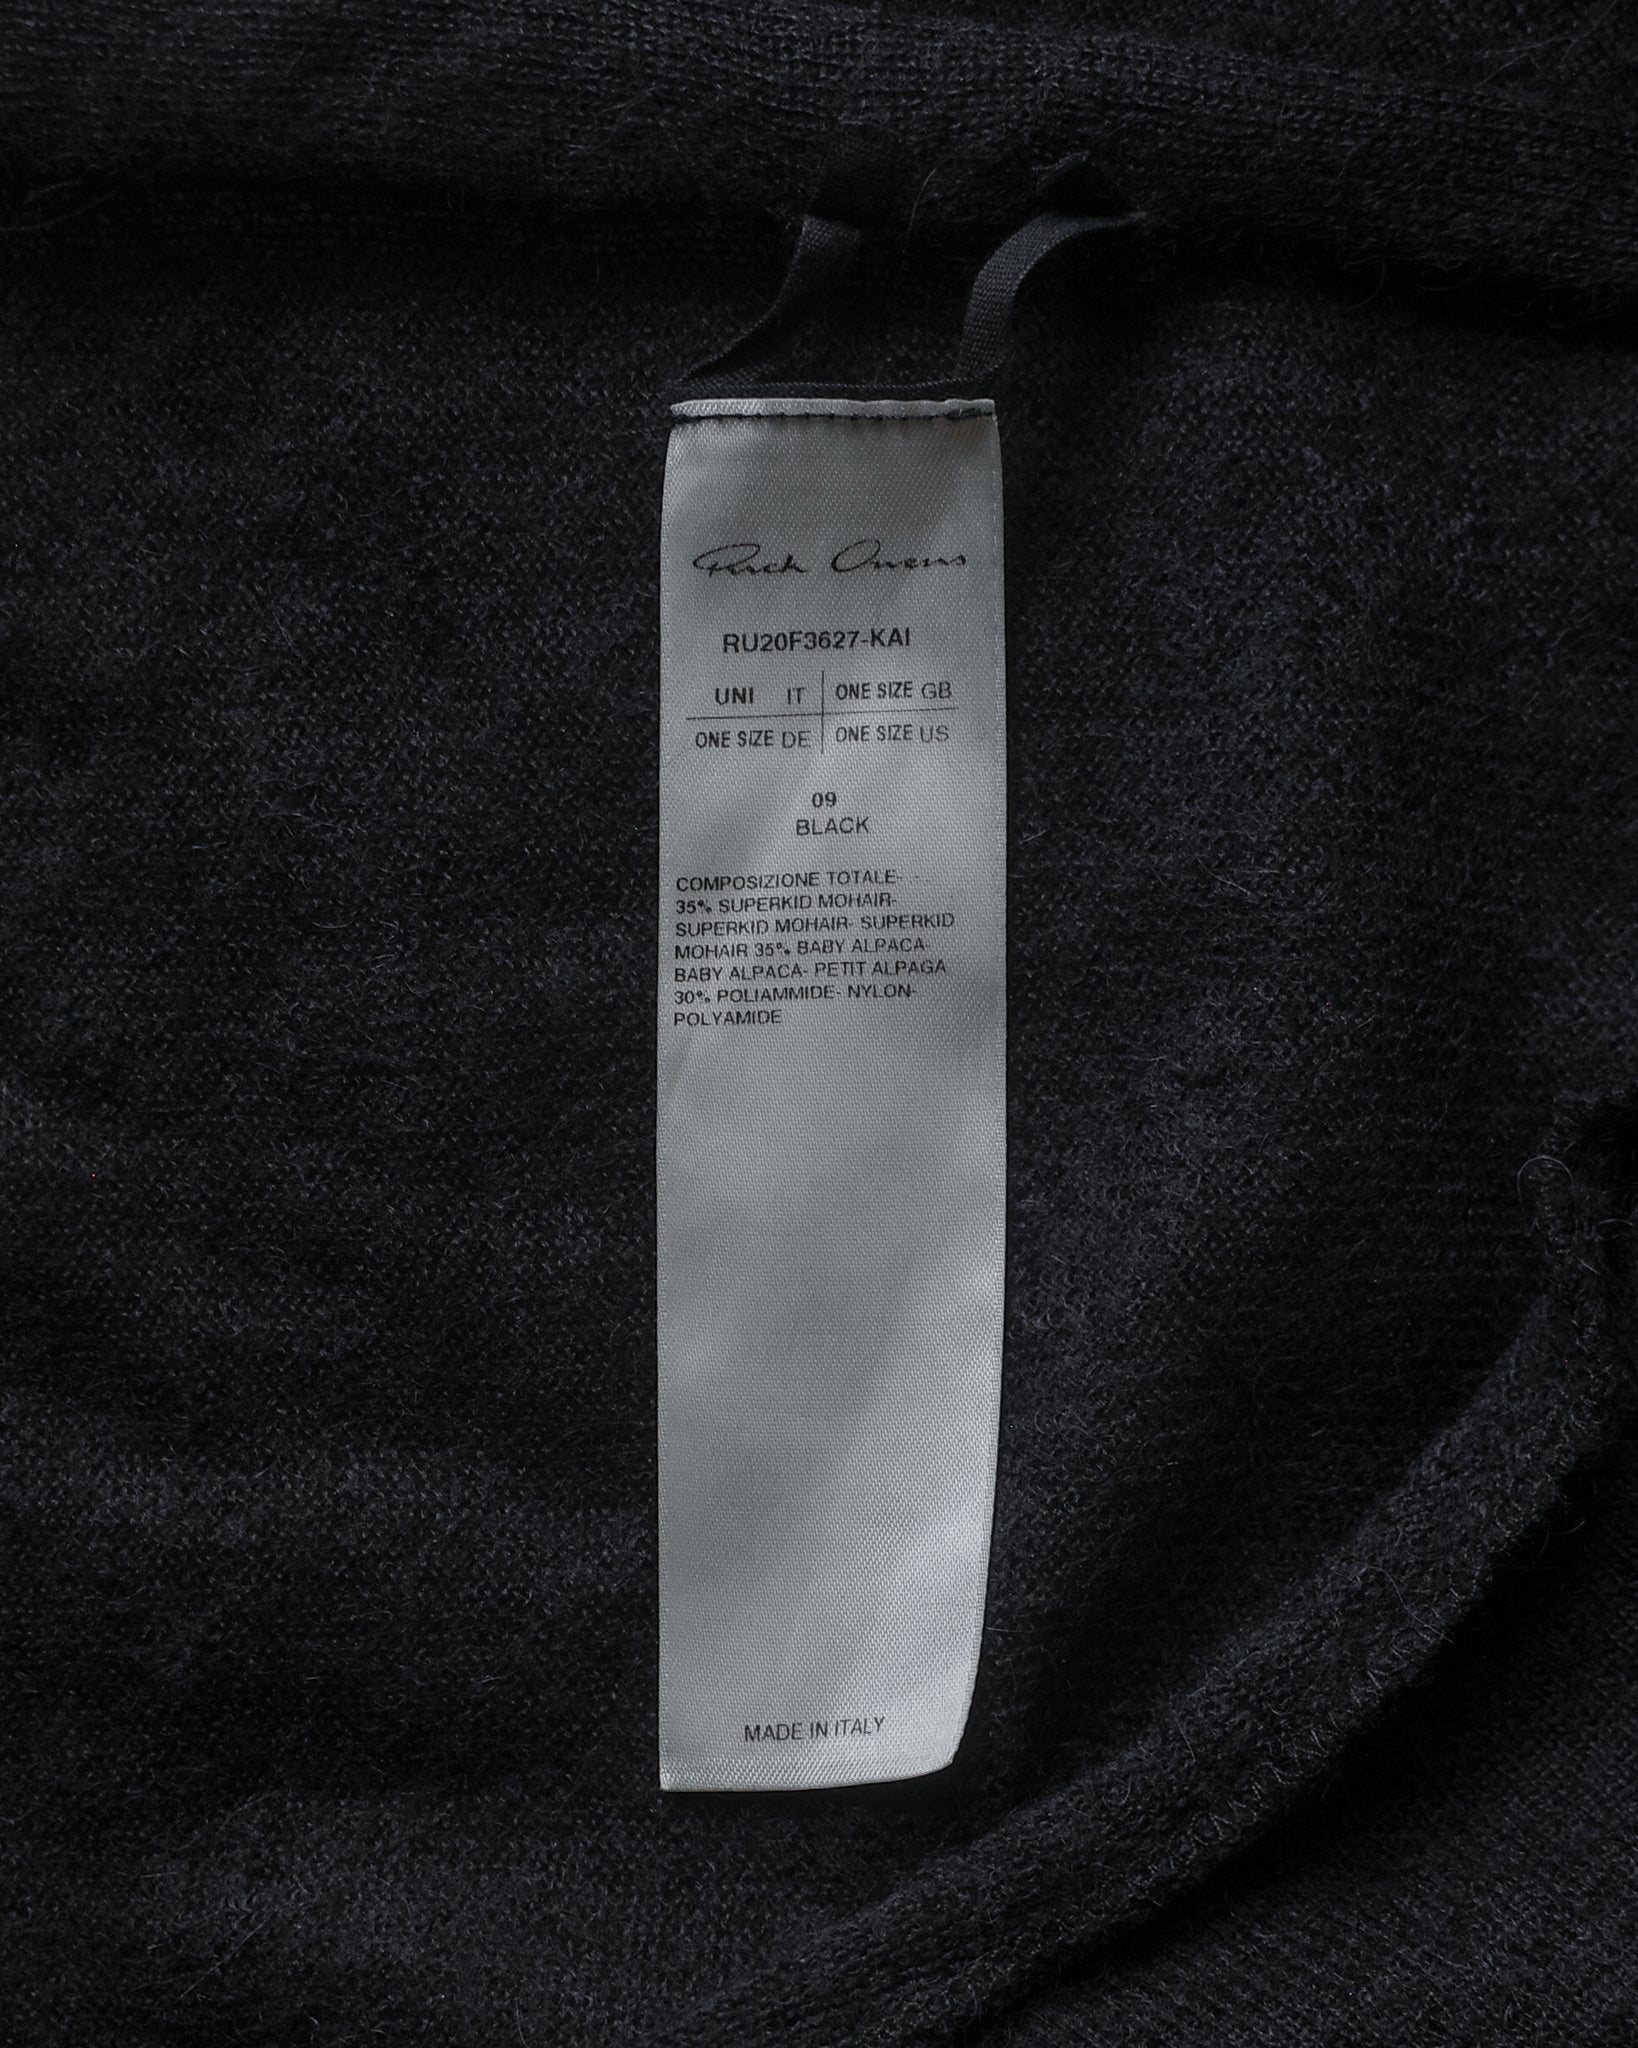 Rick Owens
RU20F3627-KAI
UNI IT ONE SIZE GB
ONE SIZE DE ONE SIZE US
09
BLACK
COMPOSIZIONE TOTALE- -
35% SUPERKID MOHAIR-
SUPERKID MOHAIR- SUPERKID
MOHAIR 35% BABY ALPACA-
BABY ALPACA- PETIT ALPAGA
30% POLIAMMIDE- NYLON-
POLYAMIDE
MADE IN ITALY